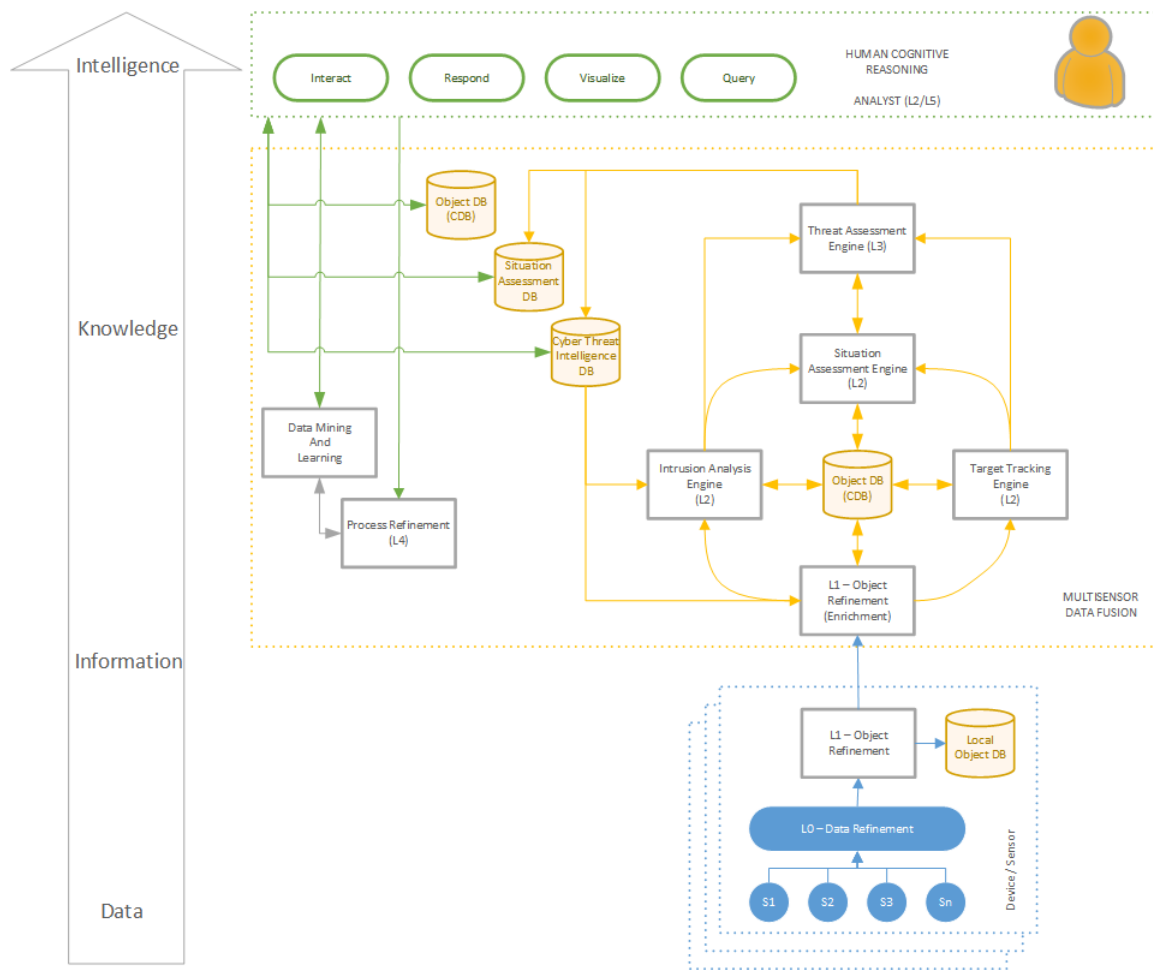 Intelligence
Interact
Respond
Visualize
Query
HUMAN COGNITIVE
REASONING
ANALYST (L2/L5)
Object DB
(CDB)
Situation
Assessment
DB
Cyber Threat
Intelligence
DB
Threat Assessment
Engine (L3)
Knowledge
Situation
Assessment Engine
(L2)
Data Mining
And
Learning
Intrusion Analysis
Engine
(L2)
Object DB
(CDB)
Target Tracking
Engine
(L2)
Process Refinement
(L4)
L1 – Object
Refinement
(Enrichment)
MULTISENSOR
DATA FUSION
Information
L1 – Object
Refinement
Local
Object DB
L0 – Data Refinement
Device / Sensor
S1
S2
S3
Sn
Data